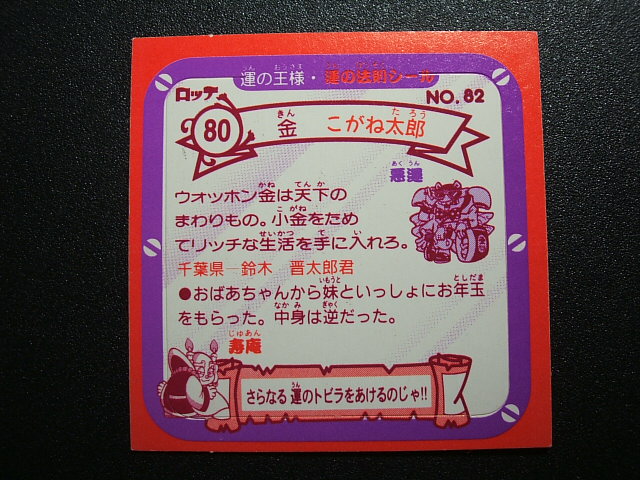 運の王様・運の法則シール
ロッテ
NO.82
80 金 こがね太郎
悪運
ウオッホン金は天下の
まわりもの。小金をため
てリッチな生活を手に入れろ。
千葉県―鈴木 晋太郎君
●おばあちゃんから妹といっしょにお年玉
をもらった。中身は逆だった。
寿庵
さらなる運のトビラをあけるのじゃ!!